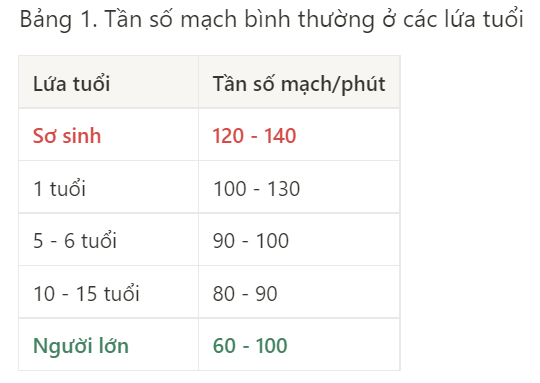 Bảng 1. Tần số mạch bình thường ở các lứa tuổi
Lứa tuổi Tần số mạch/phút
Sơ sinh 120 - 140
1 tuổi 100 - 130
5 - 6 tuổi 90 - 100
10 - 15 tuổi 80 - 90
Người lớn 60 - 100